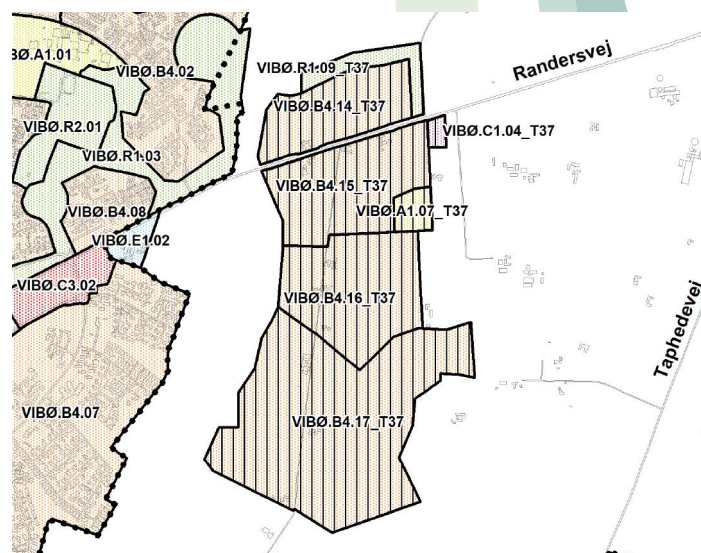 Randersvej
BØ.A1.01
VIBØ.B4.02
VIBØ.R1.09_T37
VIBØ.B4.14_T37
VIBØ.R2.01
VIBØ.C1.04_T37
VIBØ.R1.03
VIBØ.B4.15_T37
VIBØ.B4.08
VIBØ.A1.07_T37
VIBØ.E1.02
VIBØ.C3.02
VIBØ.B4.16_T37
Taphedevej
VIBØ.B4.07
VIBØ.B4.17_T37